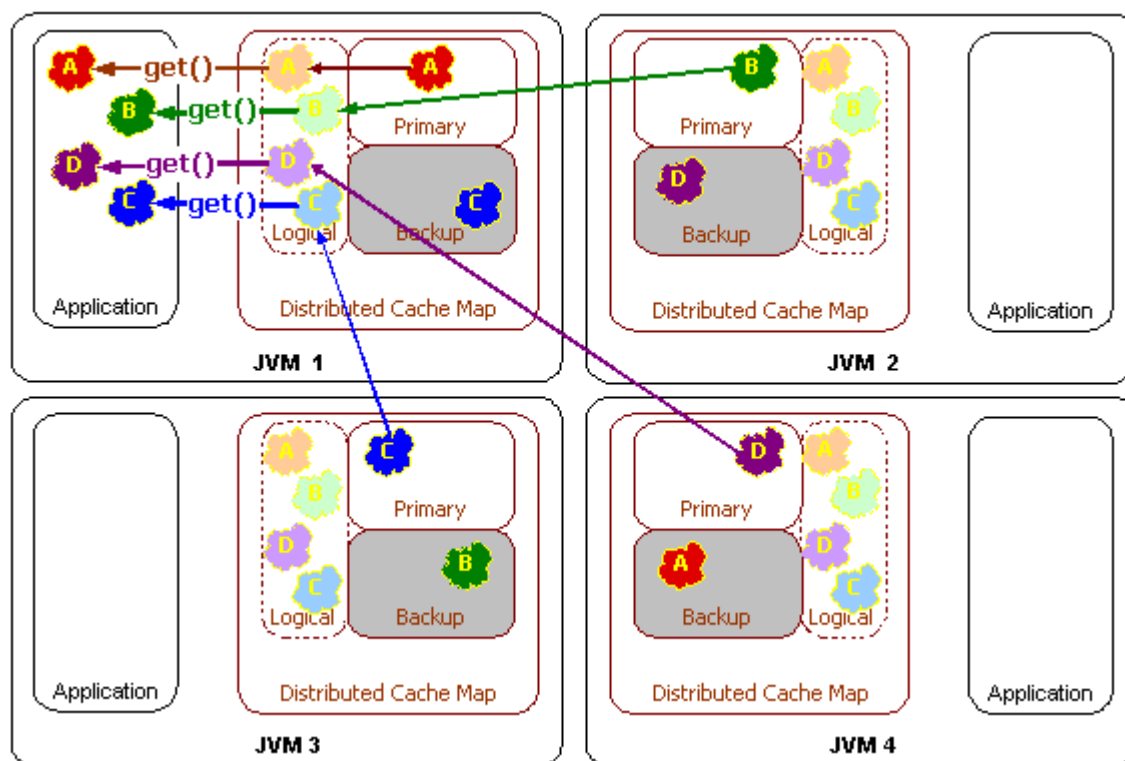 A get() A A
B get() B
Primary
D get() D
C get() C C
Logical Backup
Application
Distributed Cache Map
JVM 1
B A
B
Primary
D D
C
Backup Logical
Distributed Cache Map
Application
JVM 2
A C
B
Primary
D B
C
Logical Backup
Application
Distributed Cache Map
JVM 3
D A
B
Primary
D
A C
Backup Logical
Distributed Cache Map
Application
JVM 4